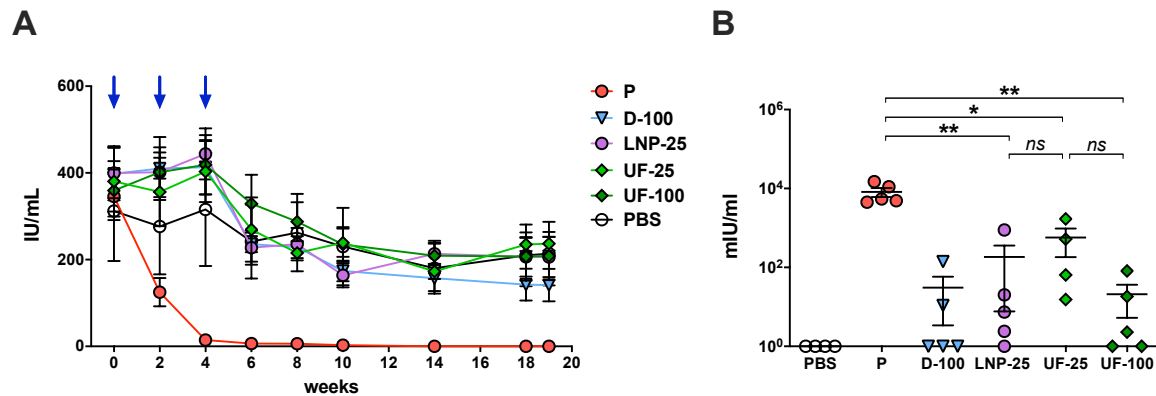 A
B
600
400
200
0
IU/mL
0 2 4 6 8 10 12 14 16 18 20
weeks
P
D-100
LNP-25
UF-25
UF-100
PBS
**
*
**
ns
ns
10^6
10^4
10^2
10^0
mIU/ml
PBS P D-100 LNP-25 UF-25 UF-100